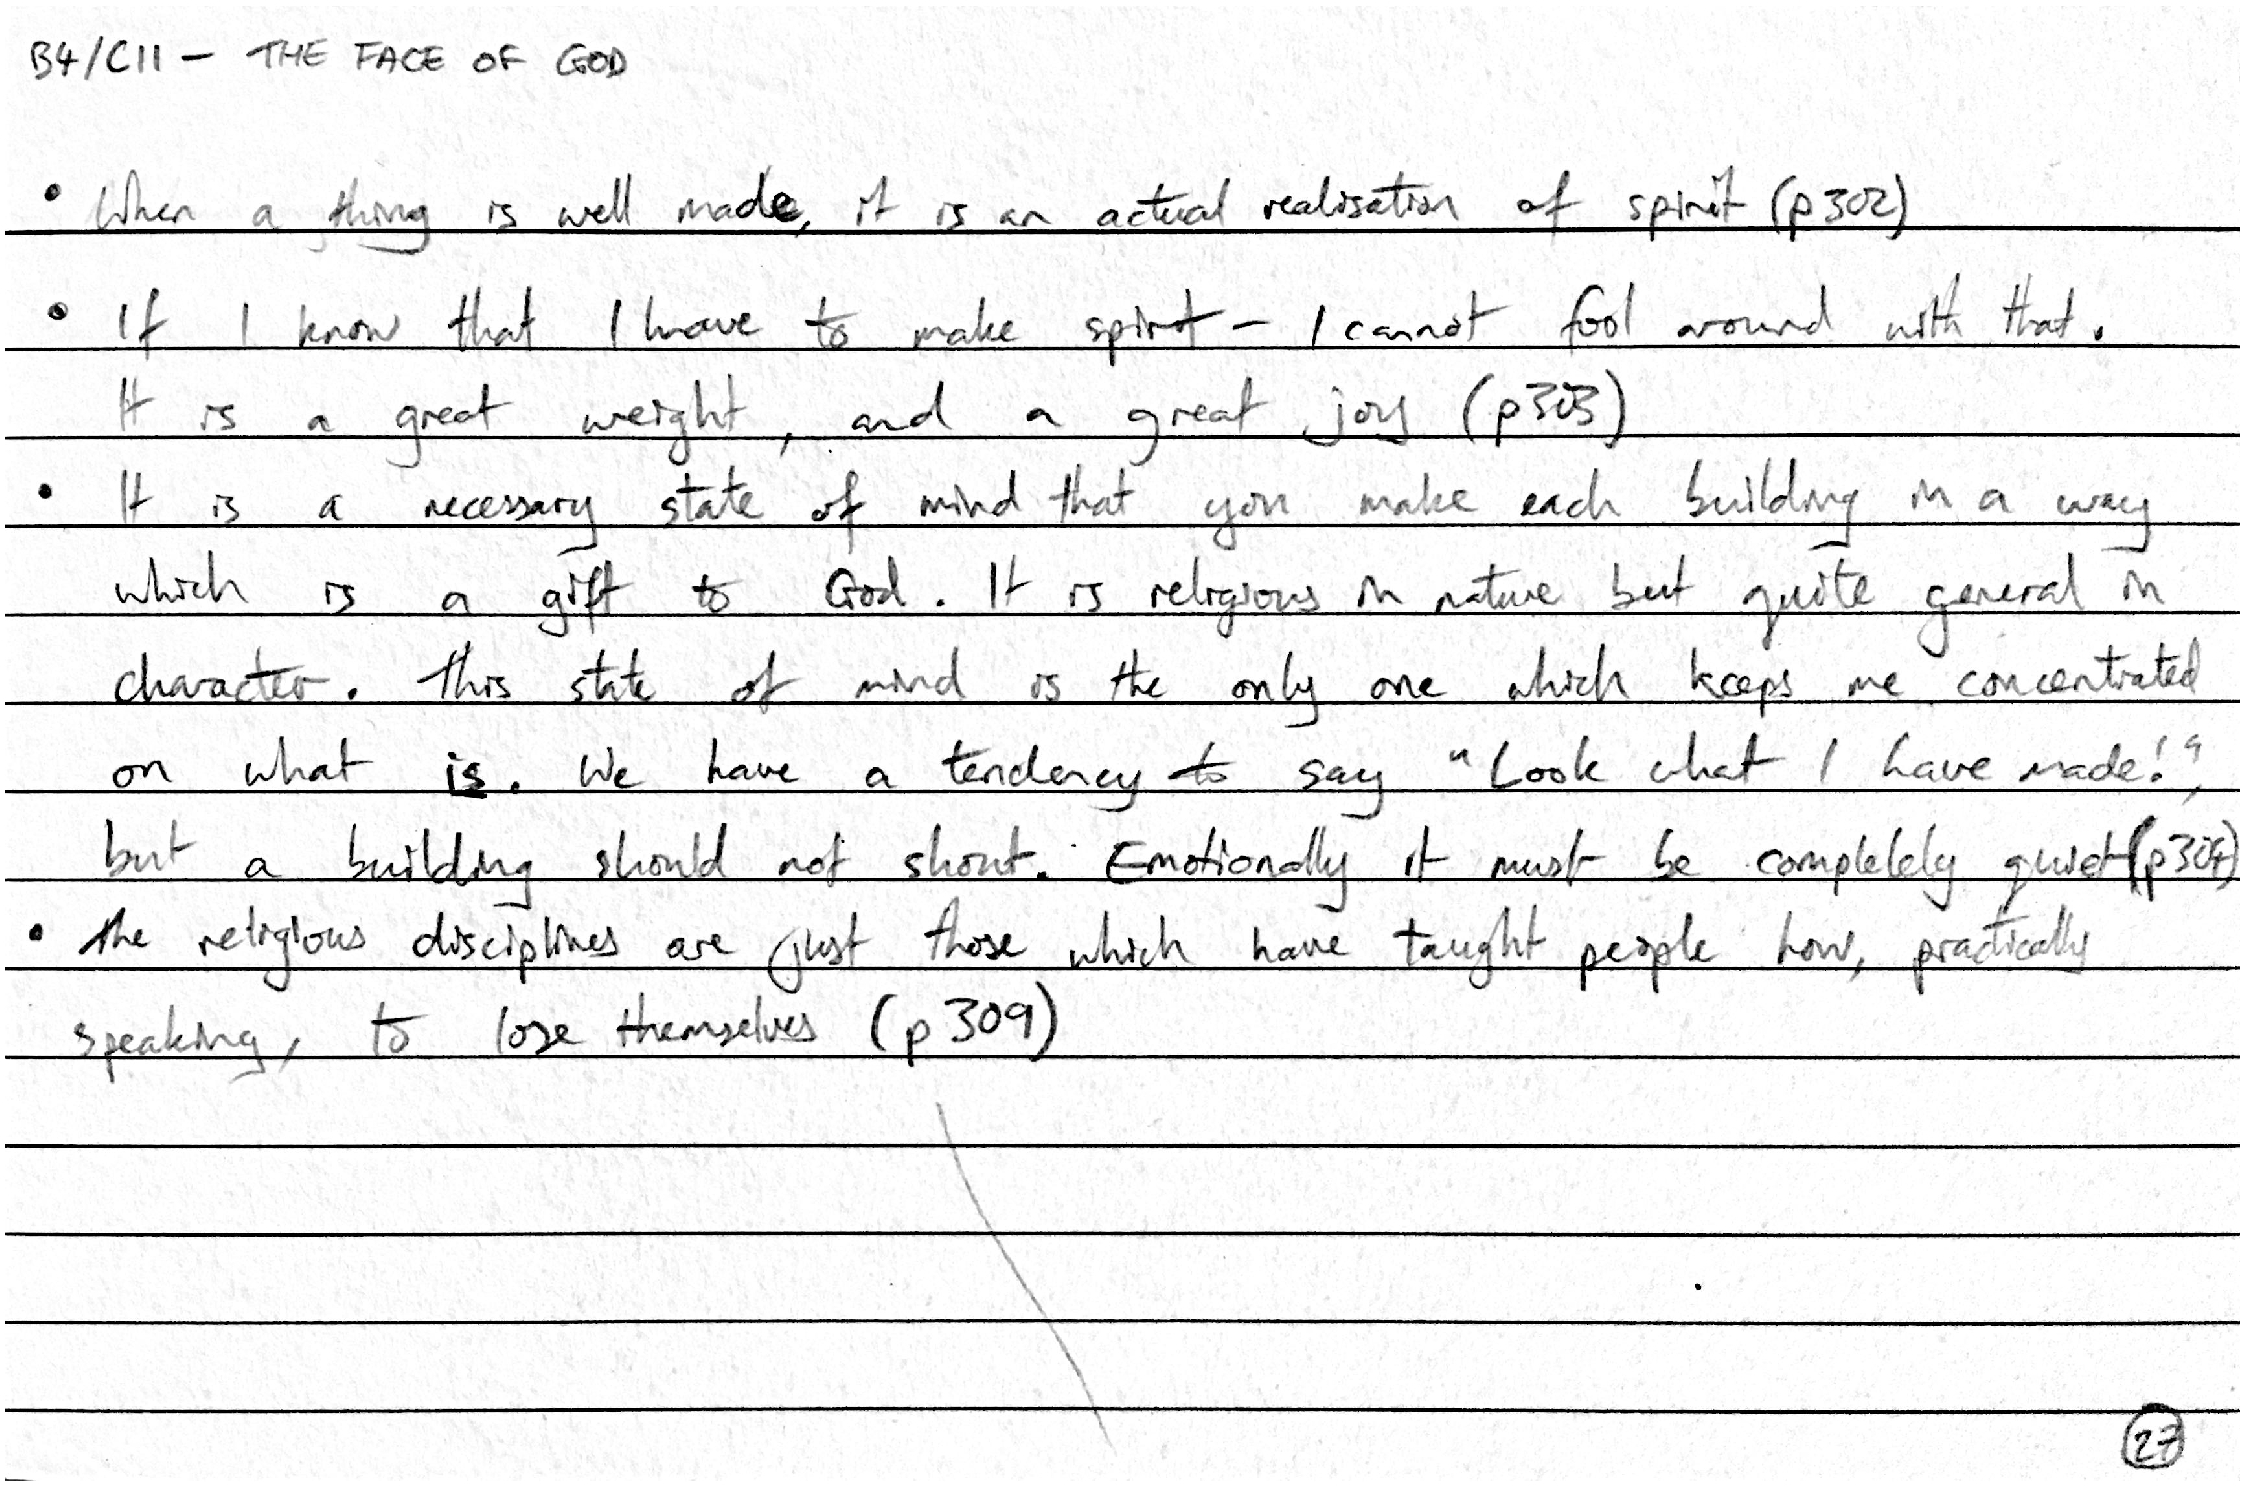 B4/C11 – THE FACE OF GOD
• When a thing is well made, it is an actual realisation of spirit (p302)
• If I know that I have to make spirit – I cannot fool around with that.
It is a great weight, and a great joy (p303)
• It is a necessary state of mind that you make each building in a way
which is a gift to God. It is religious in nature but quite general in
character. This state of mind is the only one which keeps me concentrated
on what is. We have a tendency to say "Look what I have made!",
but a building should not shout. Emotionally it must be completely quiet (p304)
• The religious disciplines are just those which have taught people how, practically
speaking, to lose themselves (p309)
27